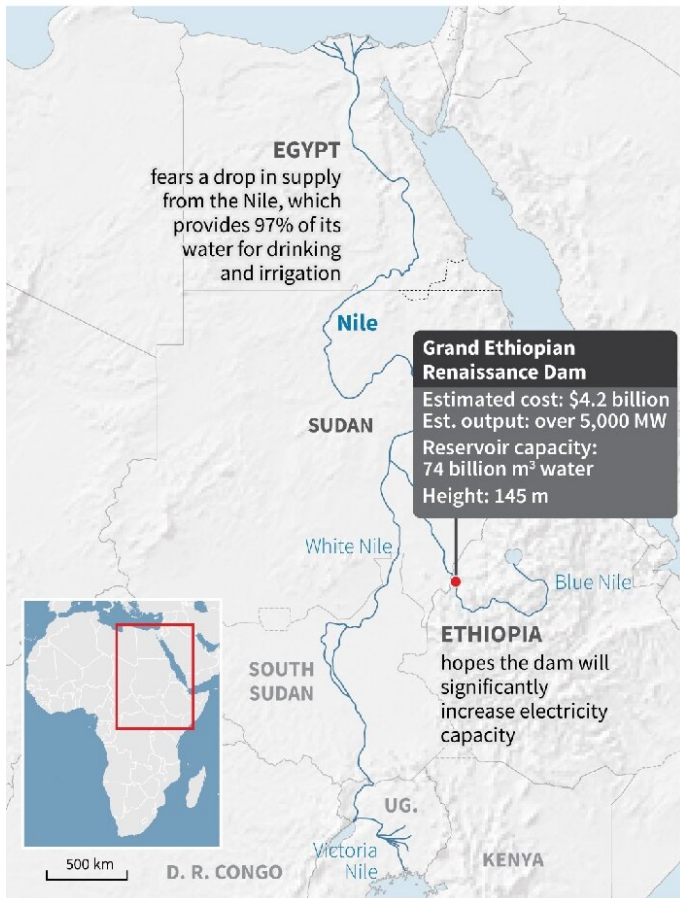 EGYPT
fears a drop in supply
from the Nile, which
provides 97% of its
water for drinking
and irrigation
Nile
Grand Ethiopian
Renaissance Dam
Estimated cost: $4.2 billion
Est. output: over 5,000 MW
Reservoir capacity:
74 billion m³ water
Height: 145 m
SUDAN
White Nile
Blue Nile
ETHIOPIA
hopes the dam will
significantly
increase electricity
capacity
SOUTH
SUDAN
UG.
Victoria
Nile
KENYA
D. R. CONGO
500 km